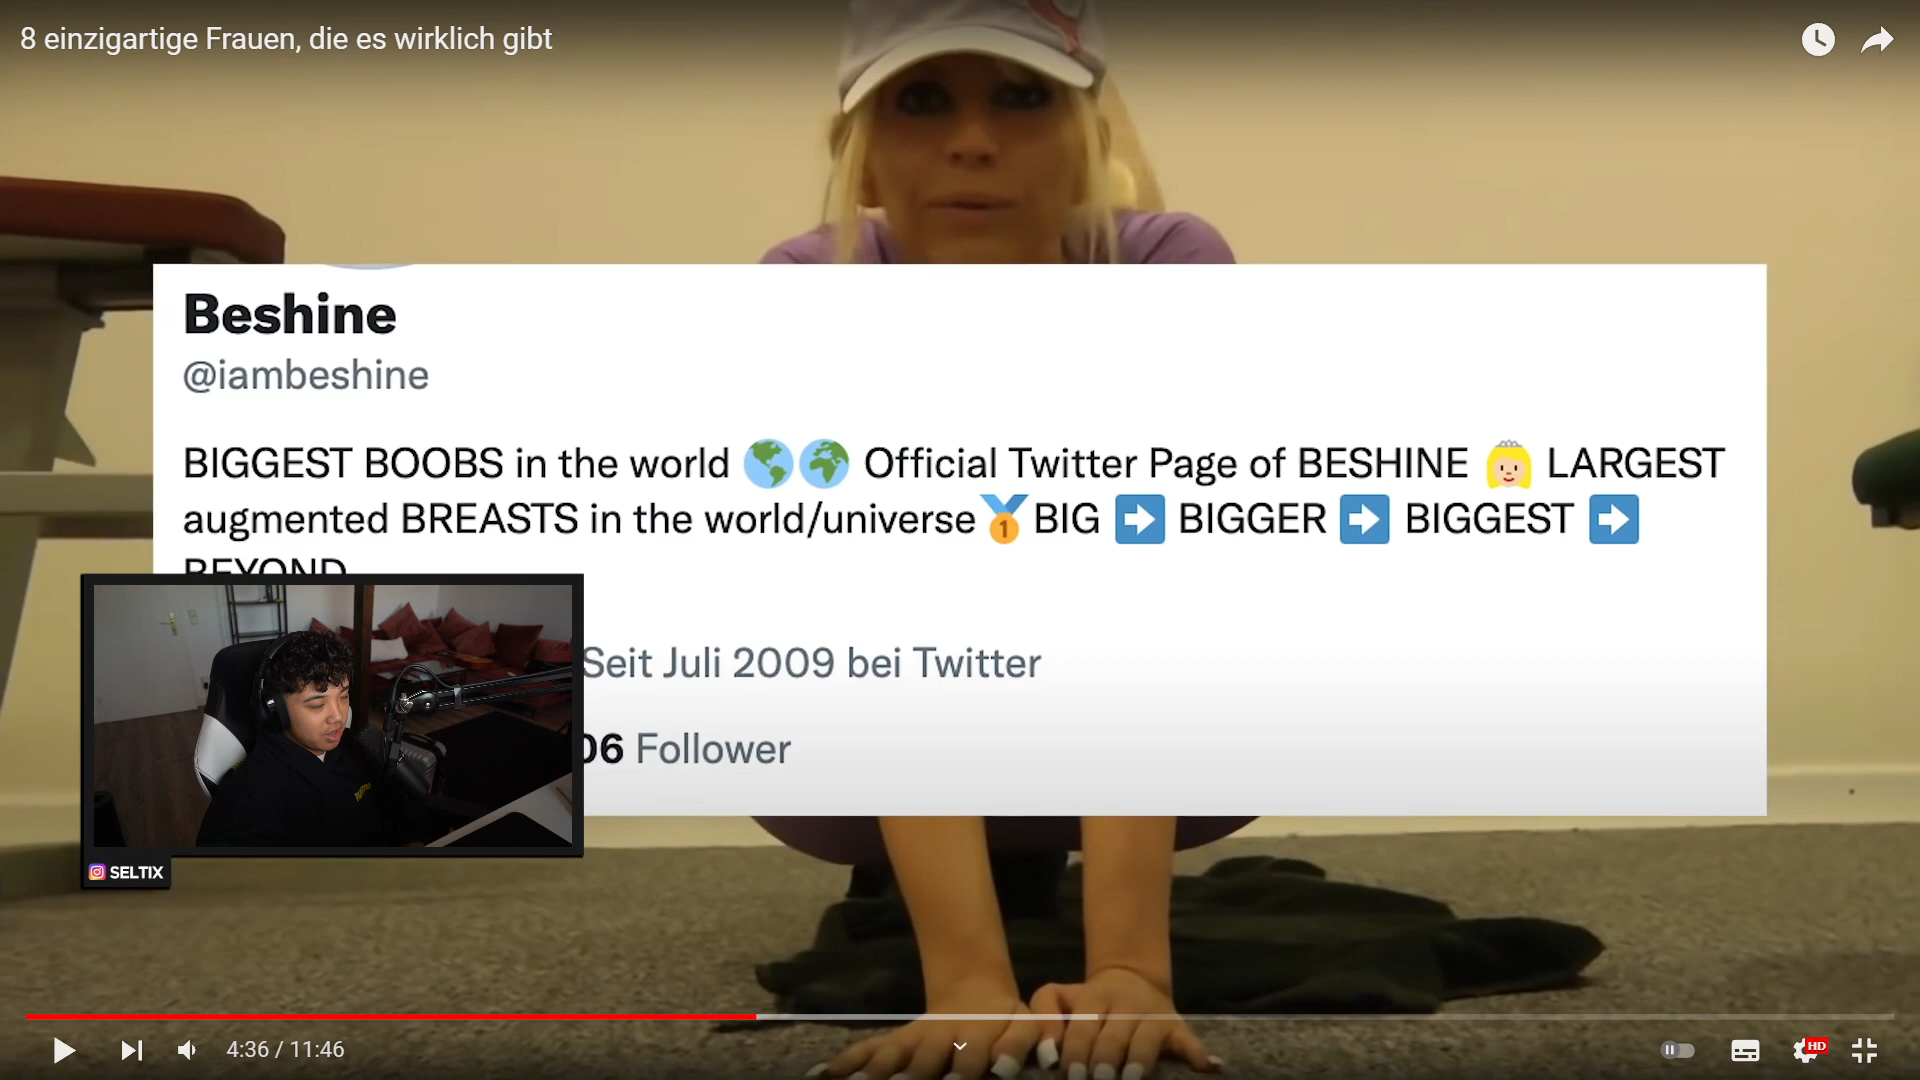 8 einzigartige Frauen, die es wirklich gibt
Beshine
@iambeshine
BIGGEST BOOBS in the world 🌎🌍 Official Twitter Page of BESHINE 👸🏼 LARGEST
augmented BREASTS in the world/universe🥇BIG ➡️ BIGGER ➡️ BIGGEST ➡️
BEYOND
Seit Juli 2009 bei Twitter
06 Follower
SELTIX
4:36 / 11:46
HD